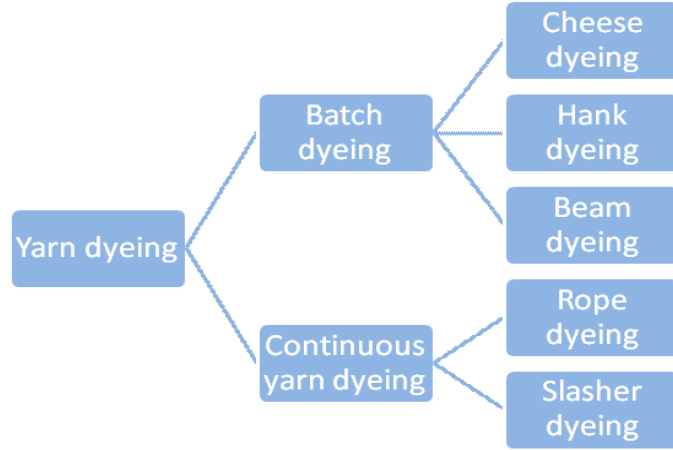 Cheese
dyeing
Batch
dyeing
Hank
dyeing
Beam
dyeing
Yarn dyeing
Rope
dyeing
Continuous
yarn dyeing
Slasher
dyeing